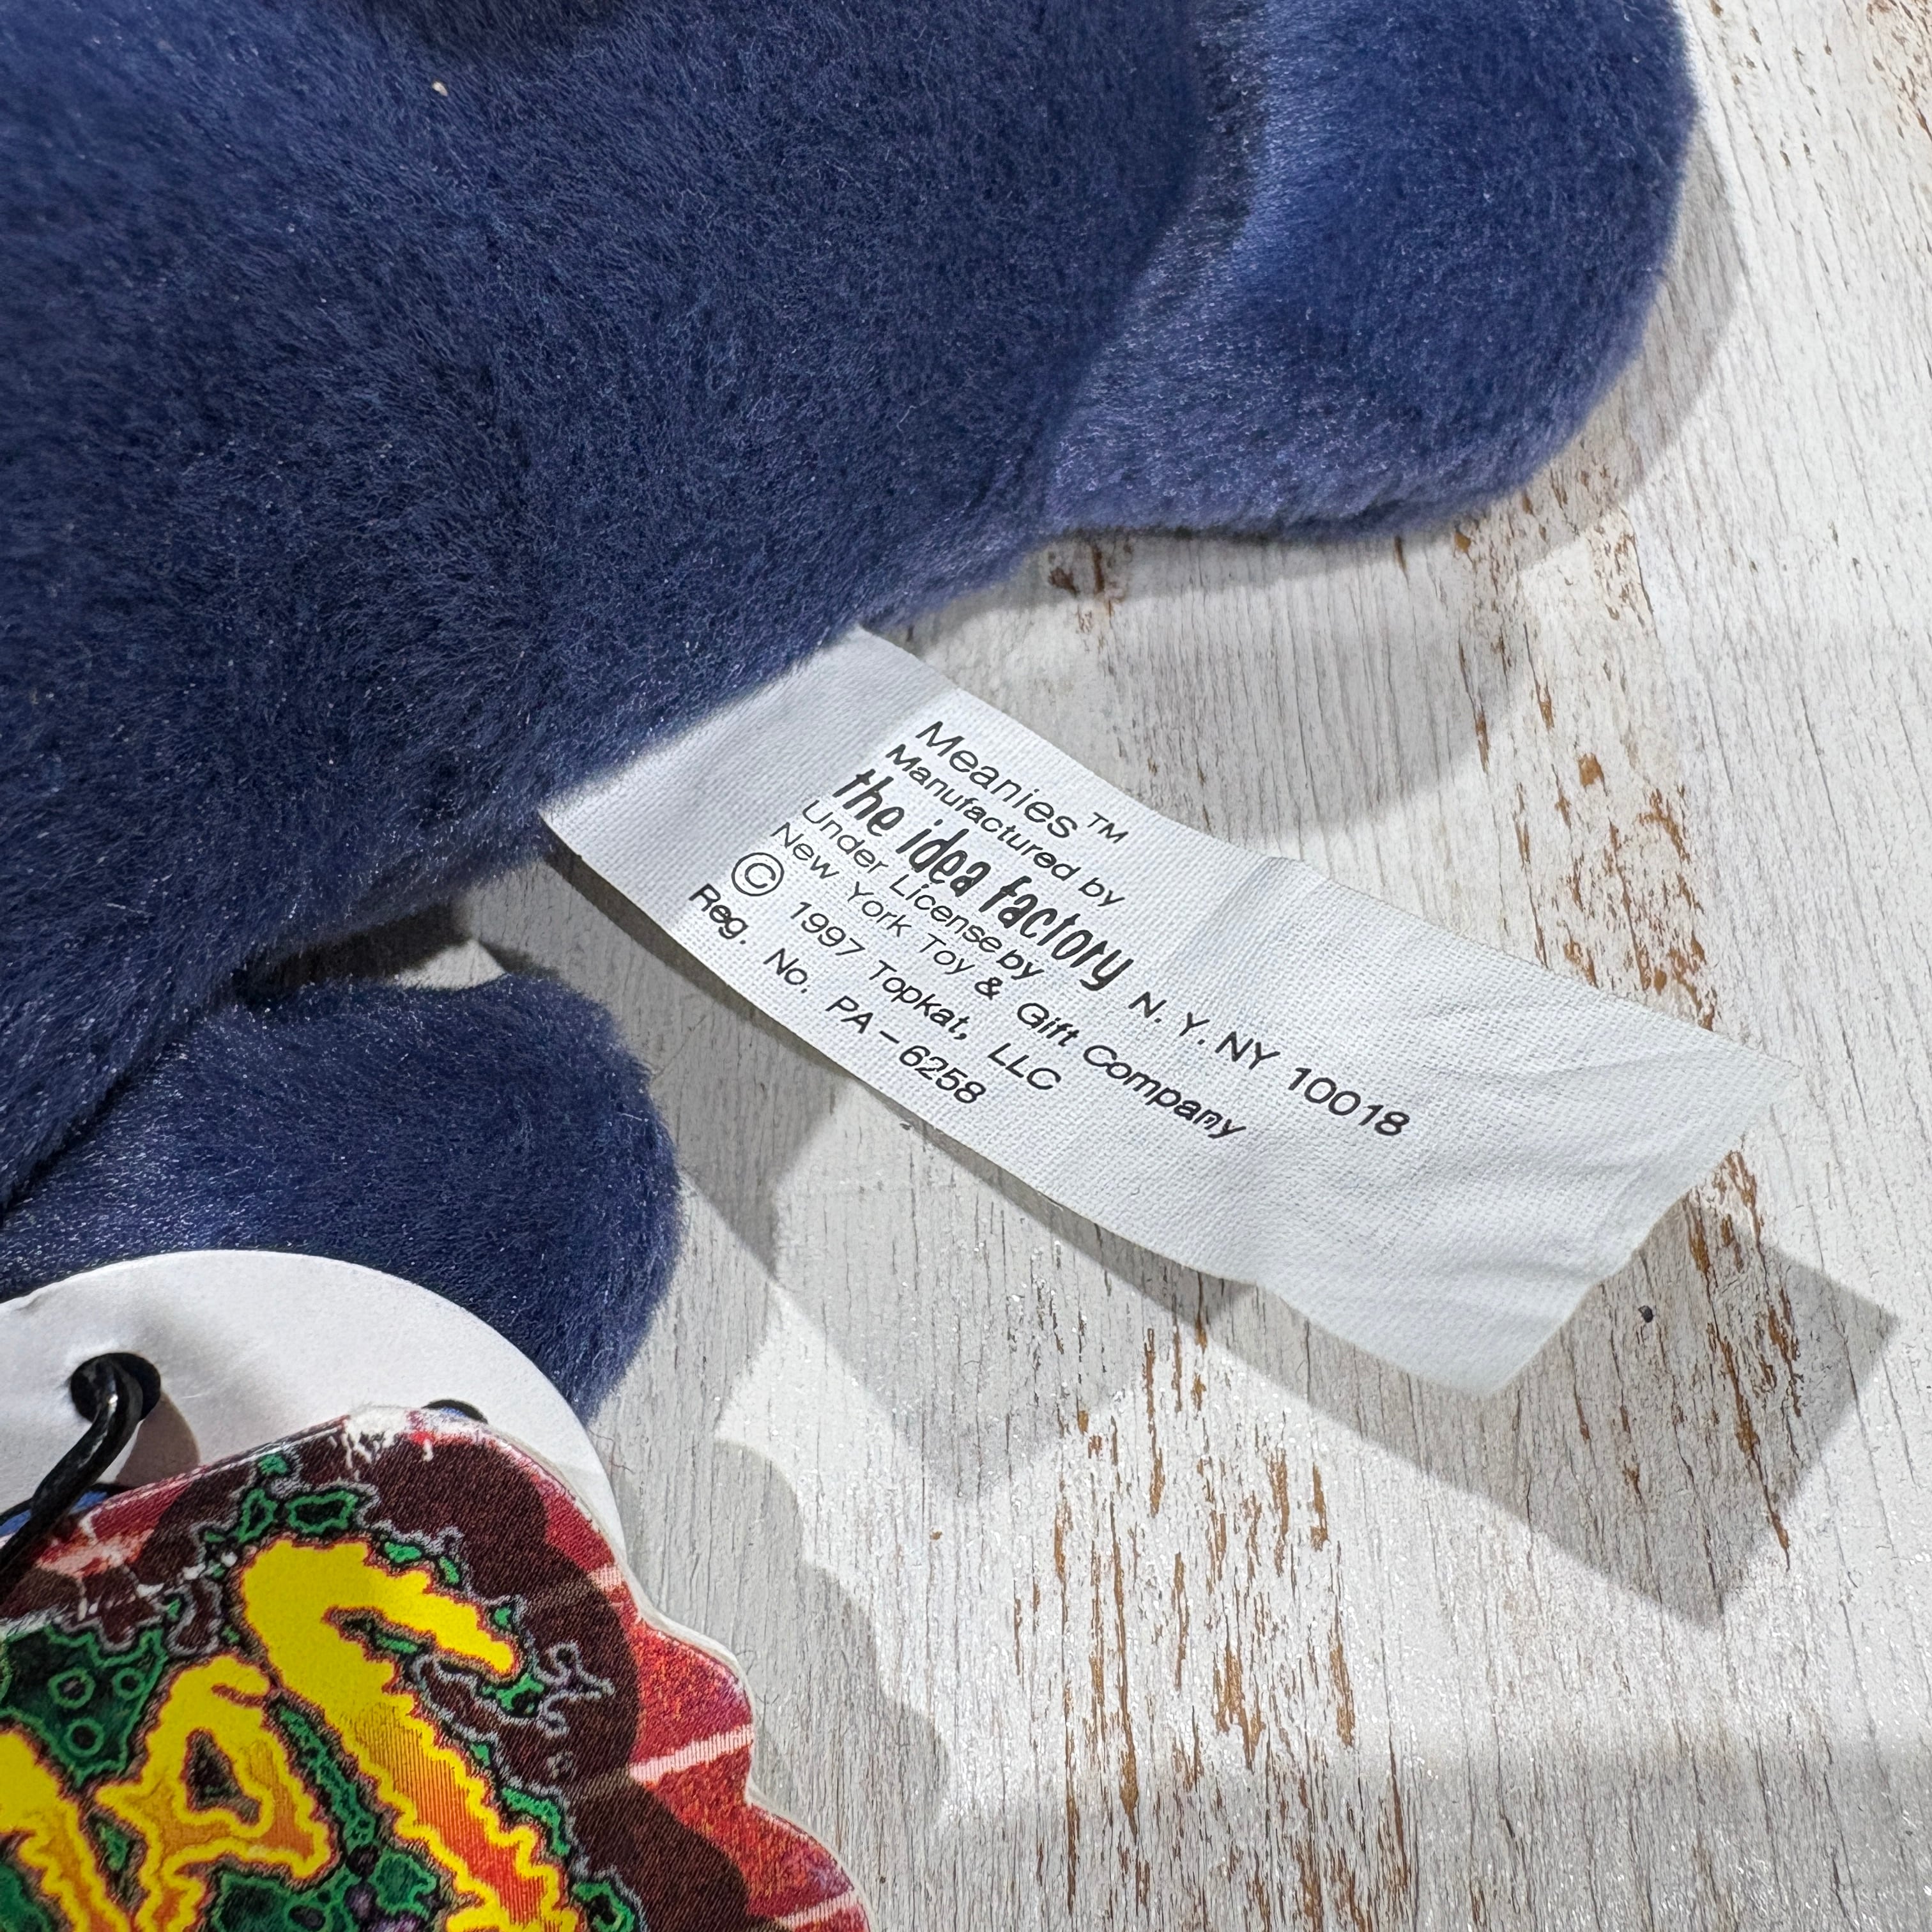 Meanies™
Manufactured by
the idea factory N.Y. NY 10018
Under License by
New York Toy & Gift Company
© 1997 Topkat, LLC
Reg. No. PA-6258